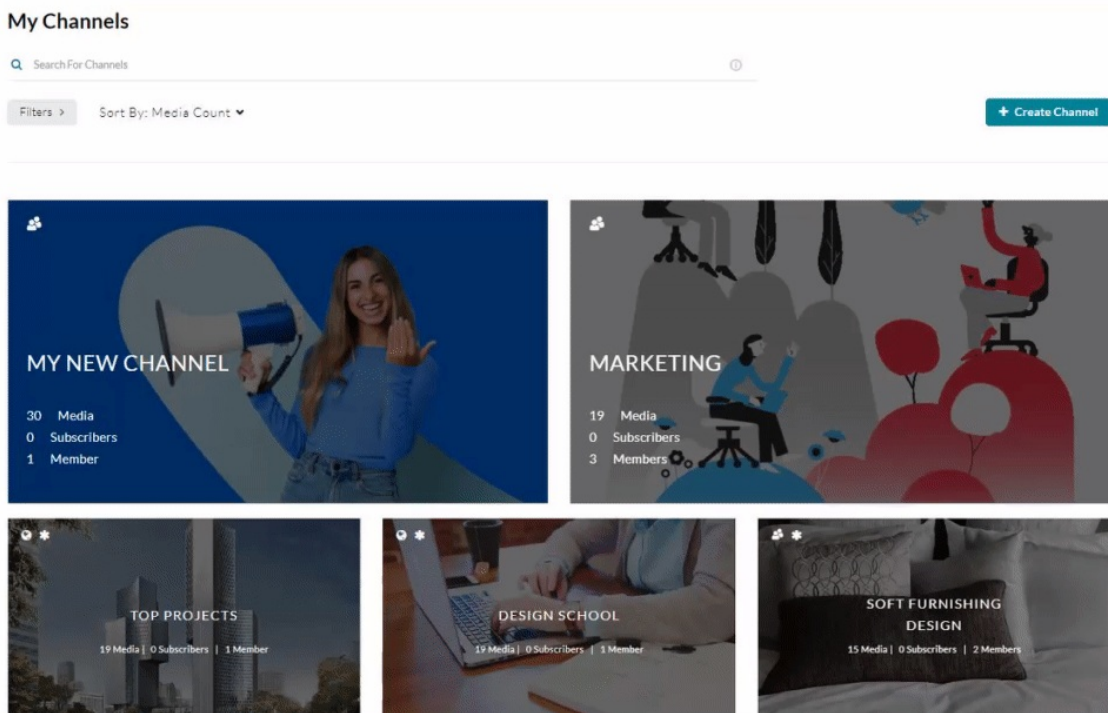 My Channels
Search For Channels
Filters >
Sort By: Media Count
+ Create Channel
MY NEW CHANNEL
30 Media
0 Subscribers
1 Member
MARKETING
19 Media
0 Subscribers
3 Members
TOP PROJECTS
19 Media | 0 Subscribers | 1 Member
DESIGN SCHOOL
19 Media | 0 Subscribers | 1 Member
SOFT FURNISHING
DESIGN
15 Media | 0 Subscribers | 2 Members